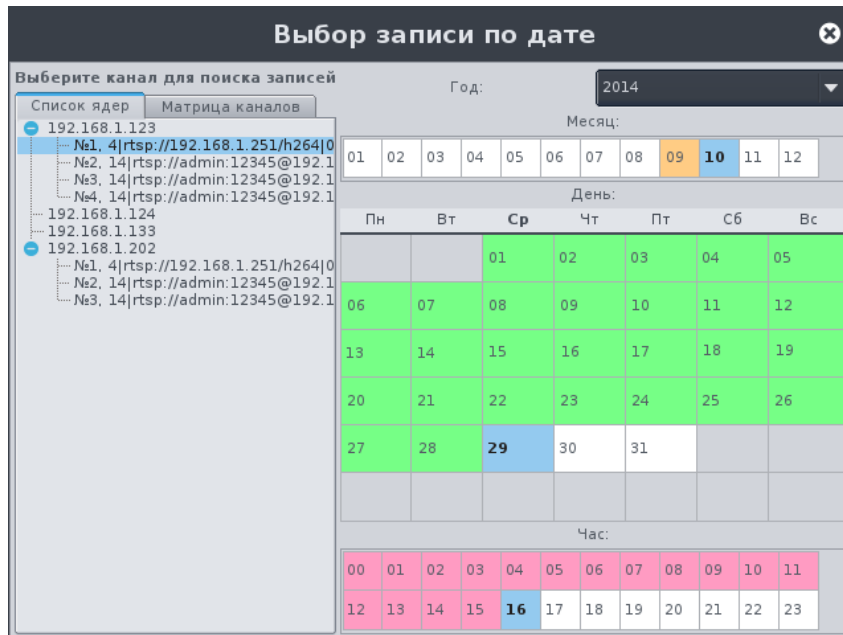 Выбор записи по дате
Выберите канал для поиска записей
Список ядер Матрица каналов
192.168.1.123
№1, 4|rtsp://192.168.1.251/h264|0
№2, 14|rtsp://admin:12345@192.1
№3, 14|rtsp://admin:12345@192.1
№4, 14|rtsp://admin:12345@192.1
192.168.1.124
192.168.1.133
192.168.1.202
№1, 4|rtsp://192.168.1.251/h264|0
№2, 14|rtsp://admin:12345@192.1
№3, 14|rtsp://admin:12345@192.1
Год: 2014
Месяц:
01 02 03 04 05 06 07 08 09 10 11 12
День:
Пн Вт Ср Чт Пт Сб Вс
01 02 03 04 05
06 07 08 09 10 11 12
13 14 15 16 17 18 19
20 21 22 23 24 25 26
27 28 29 30 31
Час:
00 01 02 03 04 05 06 07 08 09 10 11
12 13 14 15 16 17 18 19 20 21 22 23